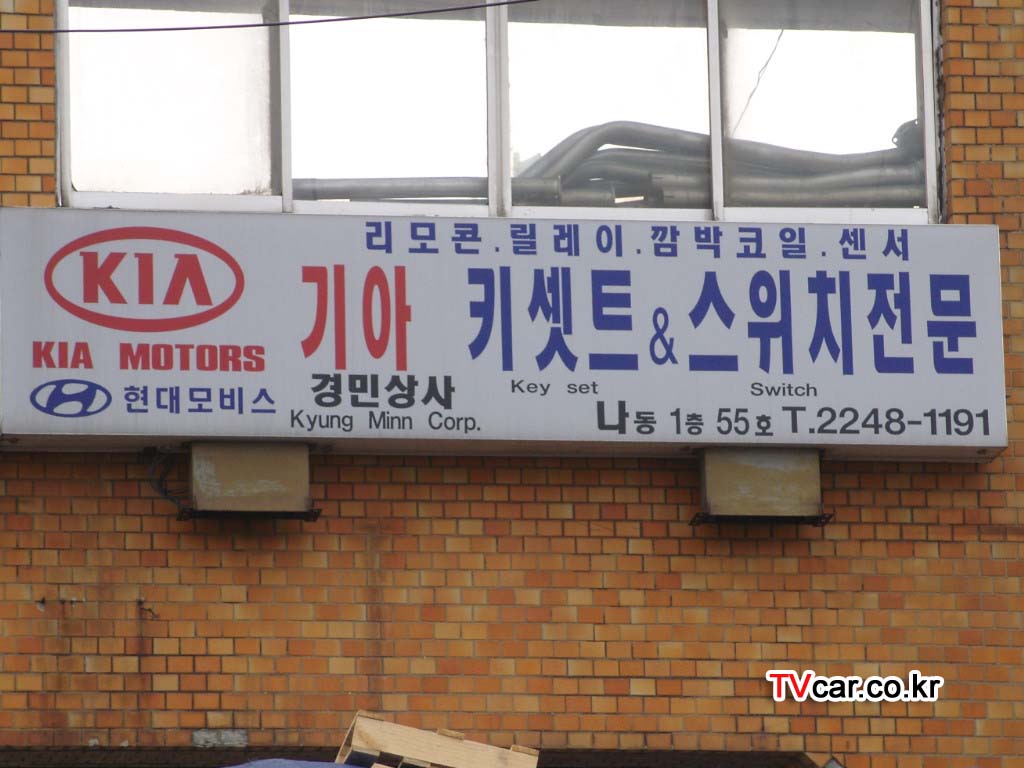 리모콘.릴레이.깜박코일.센서
KIA
기아 키셋트&스위치전문
KIA MOTORS
Key set Switch
현대모비스
경민상사
Kyung Minn Corp.
나동 1층 55호 T.2248-1191
TVcar.co.kr